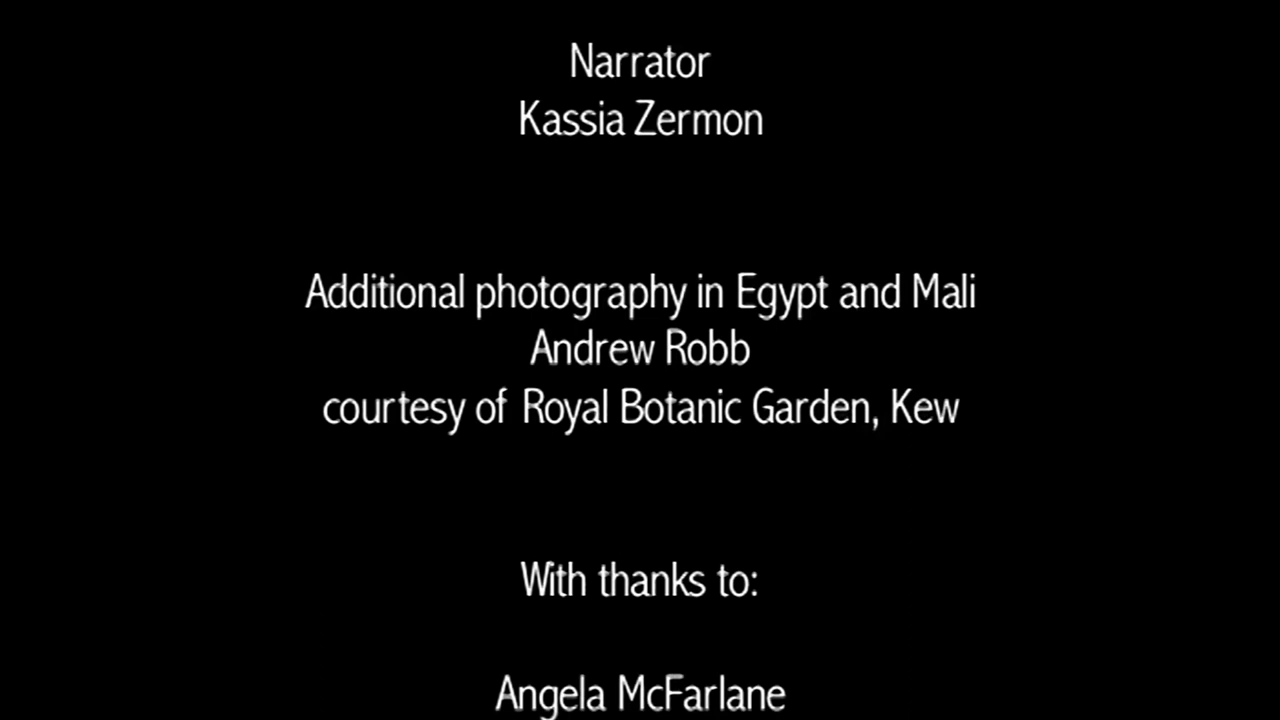 Narrator
Kassia Zermon
Additional photography in Egypt and Mali
Andrew Robb
courtesy of Royal Botanic Garden, Kew
With thanks to:
Angela McFarlane